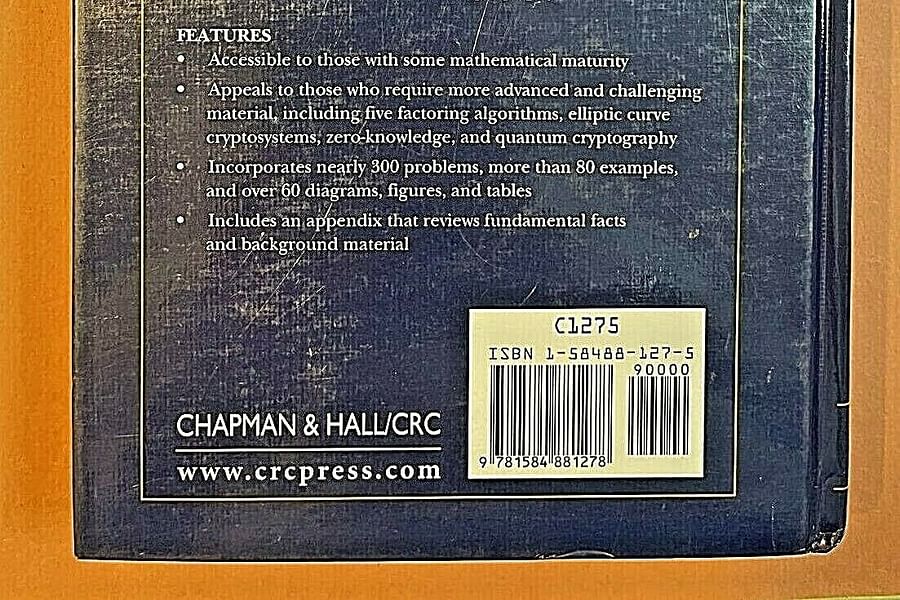 FEATURES
• Accessible to those with some mathematical maturity
• Appeals to those who require more advanced and challenging
material, including five factoring algorithms, elliptic curve
cryptosystems, zero-knowledge, and quantum cryptography
• Incorporates nearly 300 problems, more than 80 examples,
and over 60 diagrams, figures, and tables
• Includes an appendix that reviews fundamental facts
and background material
C1275
ISBN 1-58488-127-5
90000
9 781584 881278
CHAPMAN & HALL/CRC
www.crcpress.com